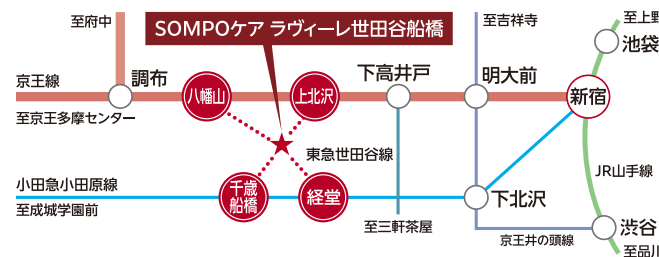 至府中
SOMPOケア ラヴィーレ世田谷船橋
至吉祥寺
至上野
池袋
京王線
調布
八幡山
上北沢
下高井戸
明大前
新宿
至京王多摩センター
東急世田谷線
JR山手線
小田急小田原線
千歳
船橋
経堂
下北沢
至成城学園前
至三軒茶屋
京王井の頭線
渋谷
至品川